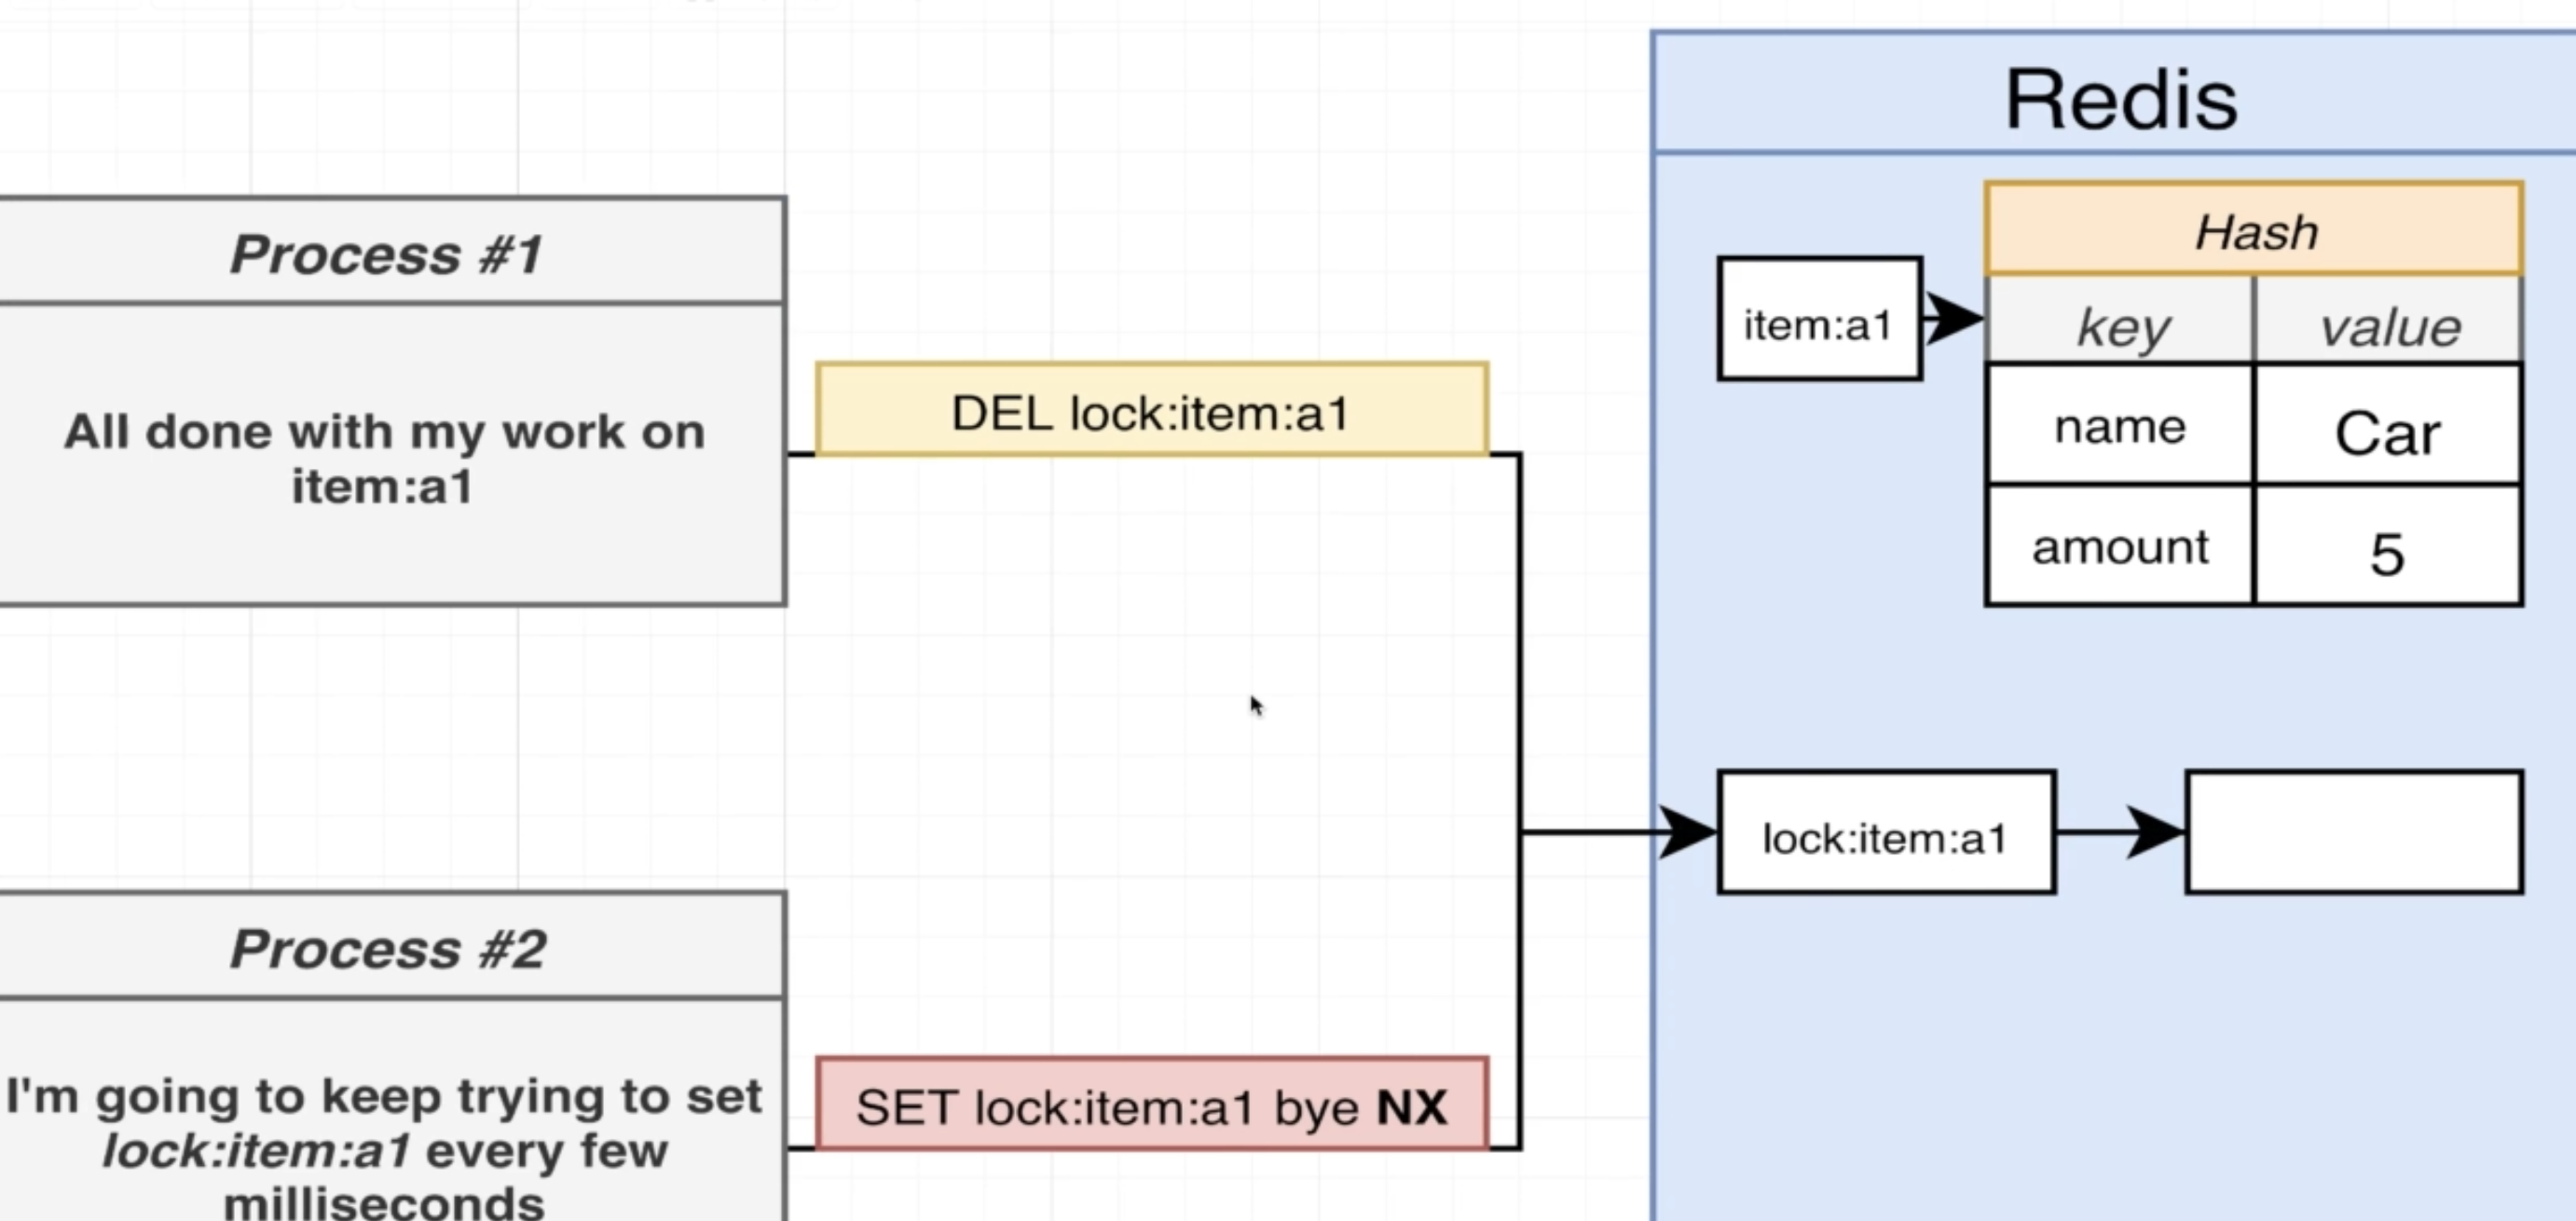 Redis
Process #1
All done with my work on
item:a1
DEL lock:item:a1
item:a1
Hash
key value
name Car
amount 5
lock:item:a1
Process #2
I'm going to keep trying to set
lock:item:a1 every few
milliseconds
SET lock:item:a1 bye NX